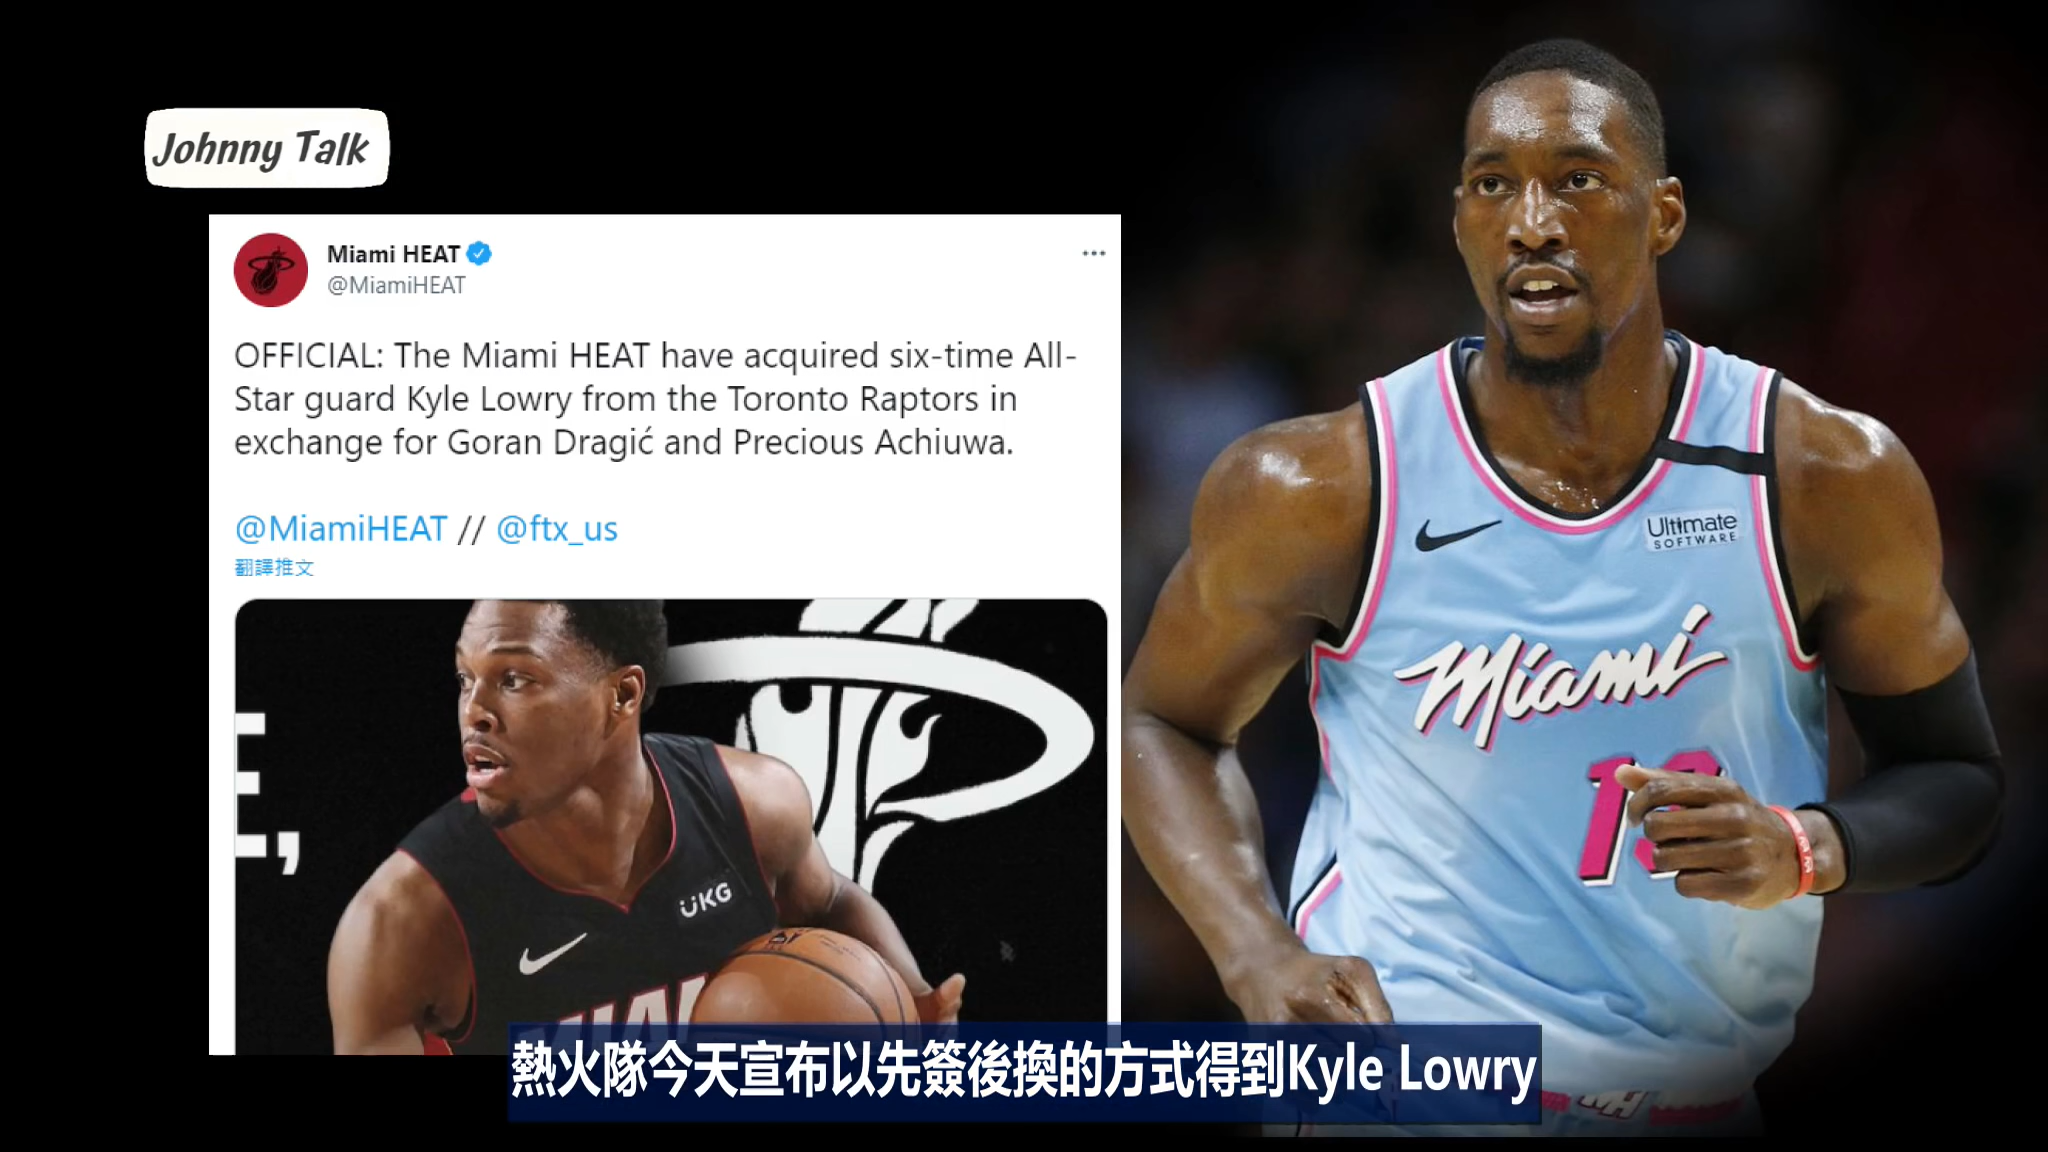 Johnny Talk
Miami HEAT
@MiamiHEAT
OFFICIAL: The Miami HEAT have acquired six-time All-
Star guard Kyle Lowry from the Toronto Raptors in
exchange for Goran Dragić and Precious Achiuwa.
@MiamiHEAT // @ftx_us
翻譯推文
E,
UKG
MIAM
Ultimate
SOFTWARE
Miami
13
熱火隊今天宣布以先簽後換的方式得到Kyle Lowry